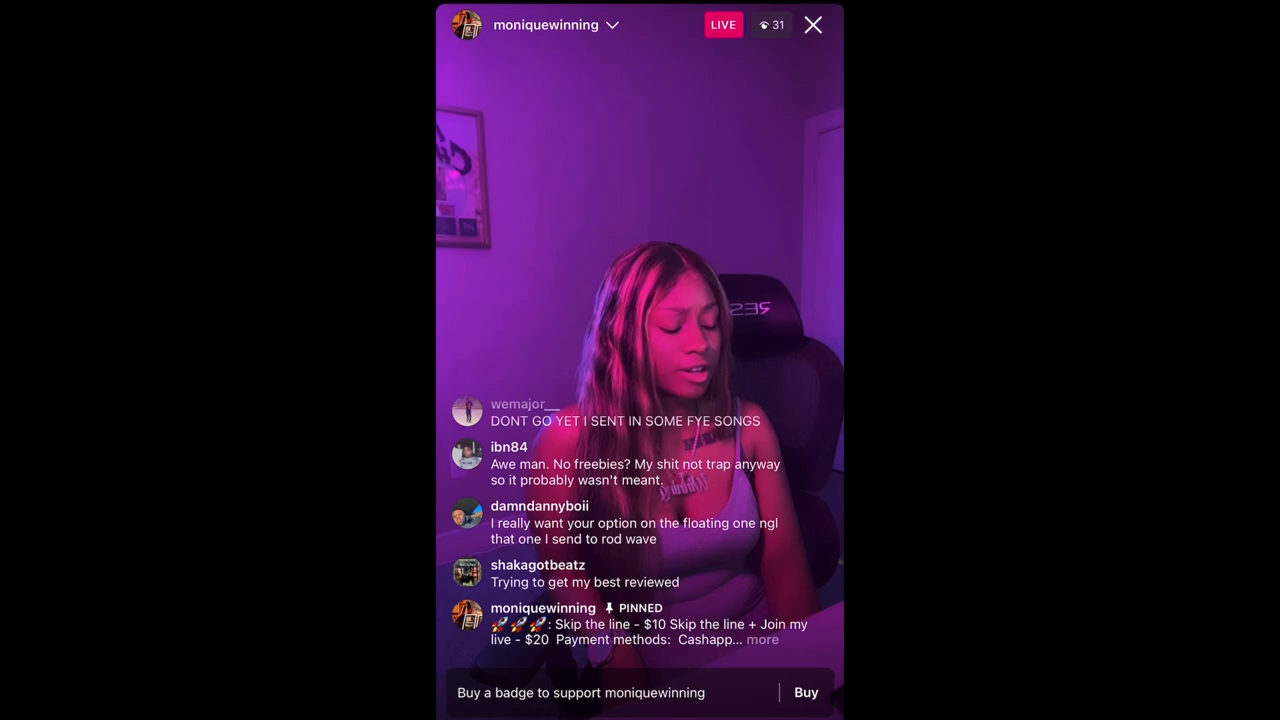 moniquewinning
LIVE
31
CH
RES
wemajor__
DONT GO YET I SENT IN SOME FYE SONGS
ibn84
Awe man. No freebies? My shit not trap anyway
so it probably wasn't meant.
Winning
damndannyboii
I really want your option on the floating one ngl
that one I send to rod wave
shakagotbeatz
Trying to get my best reviewed
moniquewinning PINNED
🚀🚀🚀: Skip the line - $10 Skip the line + Join my
live - $20 Payment methods: Cashapp... more
Buy a badge to support moniquewinning
Buy